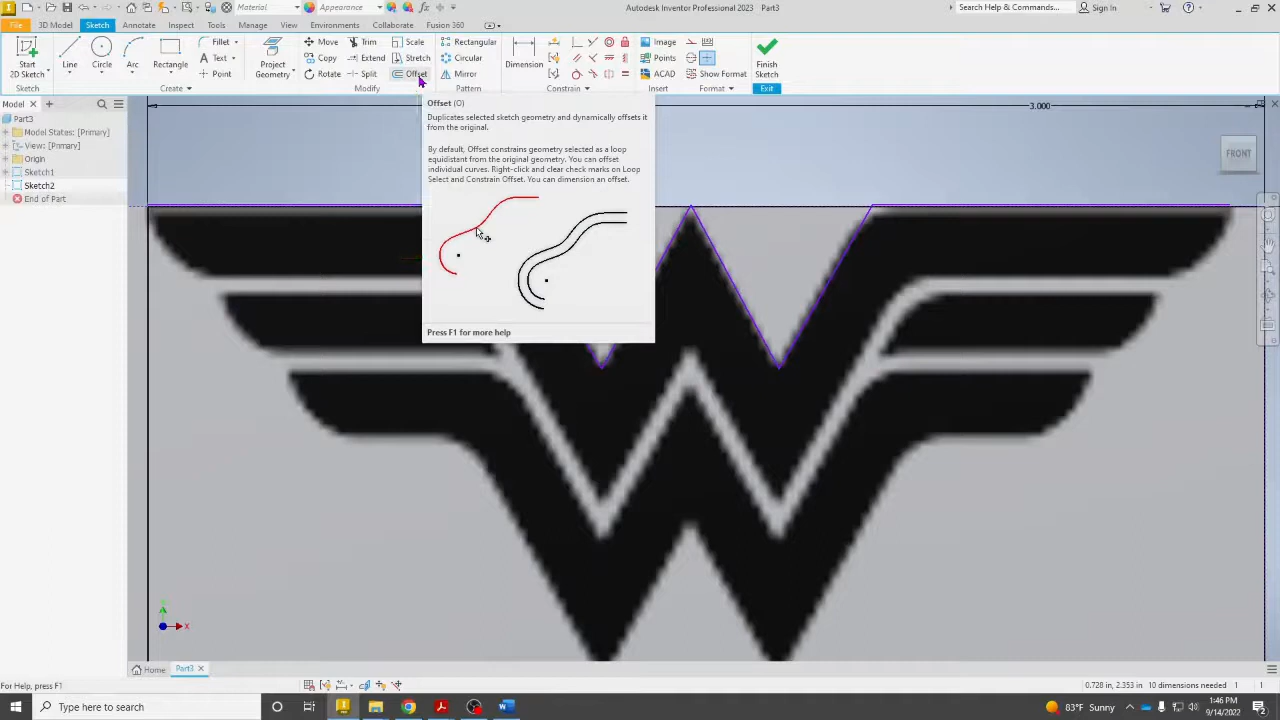 Material
Appearance
Autodesk Inventor Professional 2023 Part3
Search Help & Commands...
Sign In
File
3D Model
Sketch
Annotate
Inspect
Tools
Manage
View
Environments
Collaborate
Fusion 360
Start
2D Sketch
Line
Circle
Arc
Rectangle
Fillet
Text
Point
Project
Geometry
Move
Copy
Rotate
Trim
Extend
Split
Scale
Stretch
Offset
Rectangular
Circular
Mirror
Dimension
Image
Points
ACAD
Show Format
Finish
Sketch
Sketch
Create
Modify
Pattern
Constrain
Insert
Format
Exit
Model
Part3
Model States: [Primary]
Views: [Primary]
Origin
Sketch1
Sketch2
End of Part
3.000
FRONT
Offset (O)
Duplicates selected sketch geometry and dynamically offsets it
from the original.
By default, Offset constrains geometry selected as a loop
equidistant from the original geometry. You can offset
individual curves. Right-click and clear check marks on Loop
Select and Constrain Offset. You can dimension an offset.
Press F1 for more help
X
Home
Part3
For Help, press F1
0.728 in, 2.353 in
10 dimensions needed
1
1
Type here to search
83°F Sunny
1:46 PM
9/14/2022